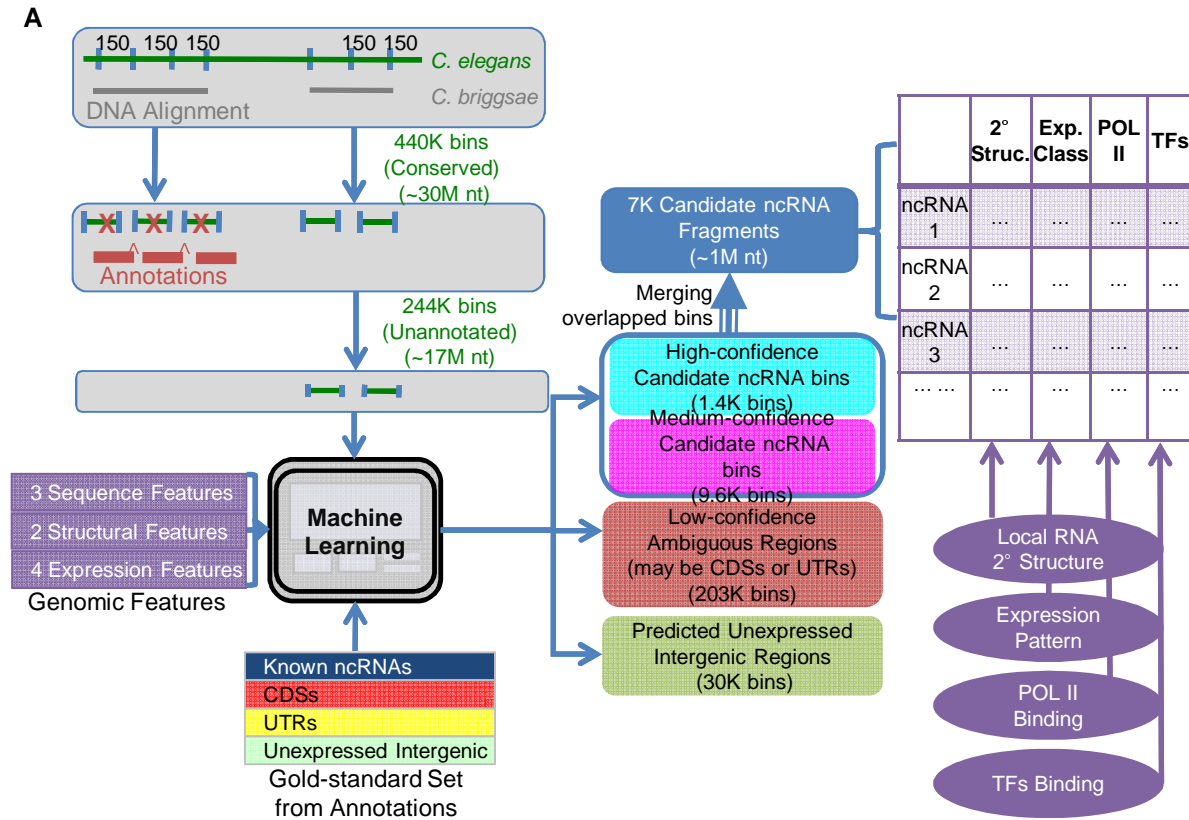 A
150 150 150 150 150
C. elegans
C. briggsae
DNA Alignment
440K bins
(Conserved)
(~30M nt)
X X X
^ ^
Annotations
244K bins
(Unannotated)
(~17M nt)
3 Sequence Features
2 Structural Features
4 Expression Features
Genomic Features
Machine
Learning
Known ncRNAs
CDSs
UTRs
Unexpressed Intergenic
Gold-standard Set
from Annotations
7K Candidate ncRNA
Fragments
(~1M nt)
Merging
overlapped bins
High-confidence
Candidate ncRNA bins
(1.4K bins)
Medium-confidence
Candidate ncRNA
bins
(9.6K bins)
Low-confidence
Ambiguous Regions
(may be CDSs or UTRs)
(203K bins)
Predicted Unexpressed
Intergenic Regions
(30K bins)
2°
Struc.
Exp.
Class
POL
II
TFs
ncRNA
1
… … … …
ncRNA
2
… … … …
ncRNA
3
… … … …
… …
… … … …
Local RNA
2° Structure
Expression
Pattern
POL II
Binding
TFs Binding